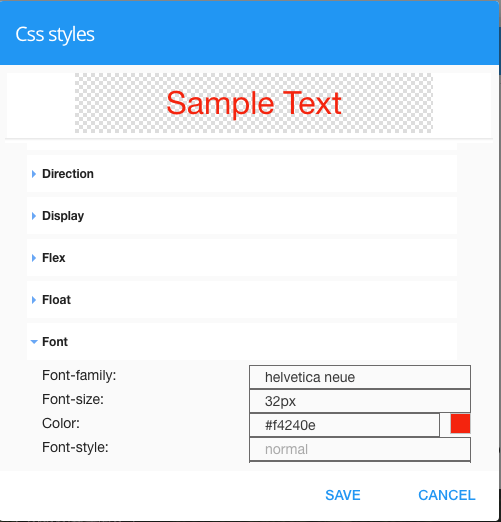 Css styles
Sample Text
Direction
Display
Flex
Float
Font
Font-family: helvetica neue
Font-size: 32px
Color: #f4240e
Font-style: normal
SAVE CANCEL